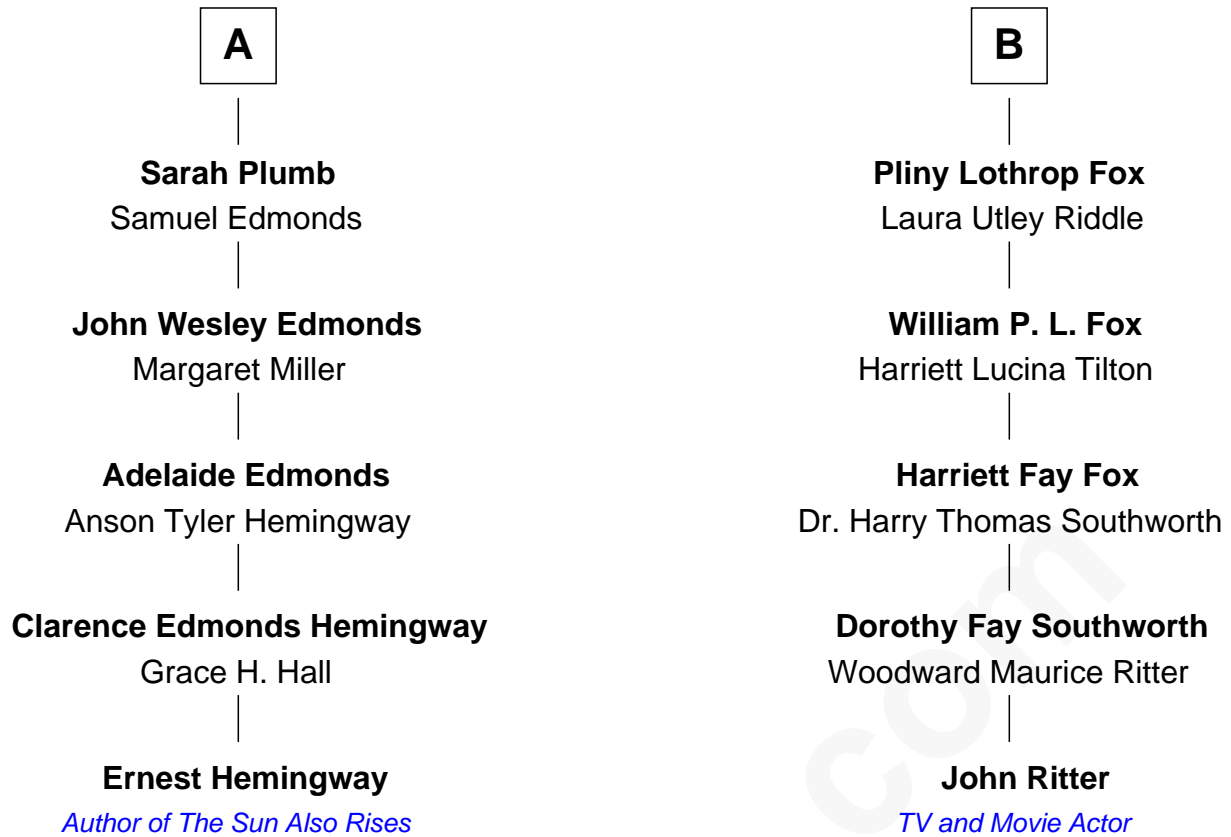 A
Sarah Plumb
Samuel Edmonds
John Wesley Edmonds
Margaret Miller
Adelaide Edmonds
Anson Tyler Hemingway
Clarence Edmonds Hemingway
Grace H. Hall
Ernest Hemingway
Author of The Sun Also Rises
B
Pliny Lothrop Fox
Laura Utley Riddle
William P. L. Fox
Harriett Lucina Tilton
Harriett Fay Fox
Dr. Harry Thomas Southworth
Dorothy Fay Southworth
Woodward Maurice Ritter
John Ritter
TV and Movie Actor
com